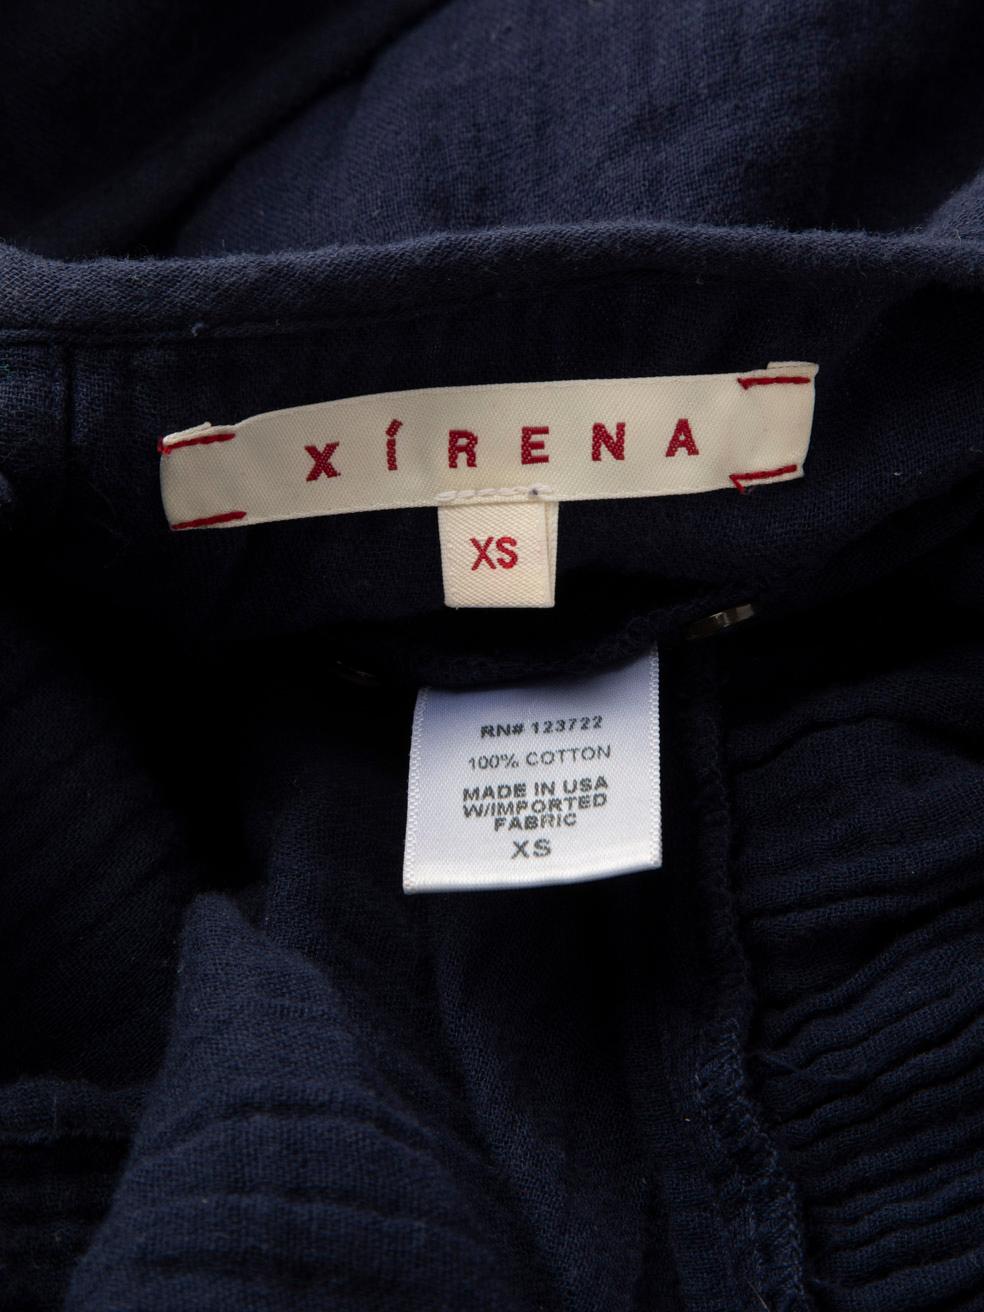 XÍRENA
XS
RN# 123722
100% COTTON
MADE IN USA
W/IMPORTED
FABRIC
XS